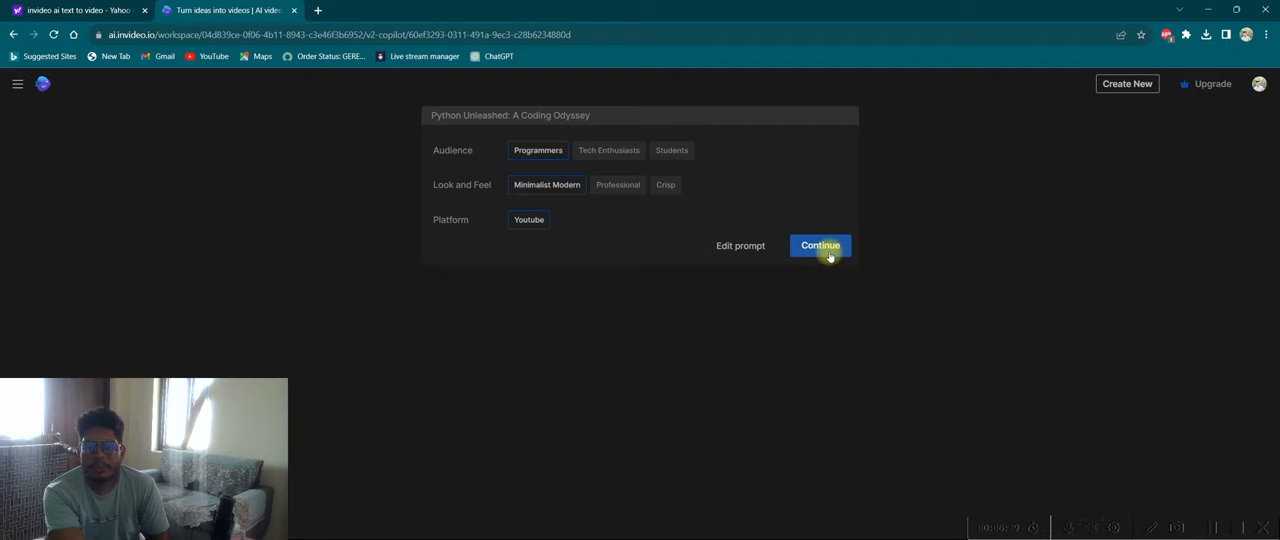 invideo ai text to video - Yahoo
Turn ideas into videos | AI video
ai.invideo.io/workspace/04d839ce-0f06-4b11-8943-c3e46f3b6952/v2-copilot/60ef3293-0311-491a-9ec3-c28b6234880d
Suggested Sites New Tab Gmail YouTube Maps Order Status: GERE... Live stream manager ChatGPT
Create New Upgrade
Python Unleashed: A Coding Odyssey
Audience Programmers Tech Enthusiasts Students
Look and Feel Minimalist Modern Professional Crisp
Platform Youtube
Edit prompt Continue